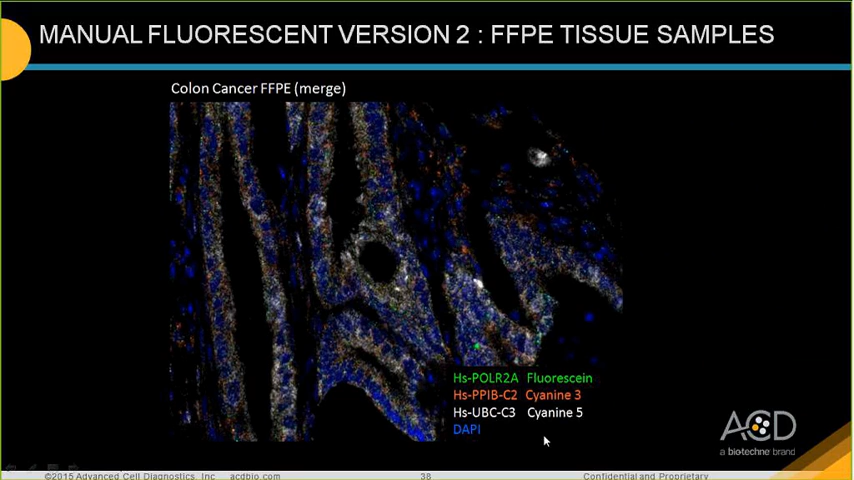 MANUAL FLUORESCENT VERSION 2 : FFPE TISSUE SAMPLES
Colon Cancer FFPE (merge)
Hs-POLR2A Fluorescein
Hs-PPIB-C2 Cyanine 3
Hs-UBC-C3 Cyanine 5
DAPI
ACD
a biotechne brand
©2015 Advanced Cell Diagnostics, Inc acdbio.com 38 Confidential and Proprietary